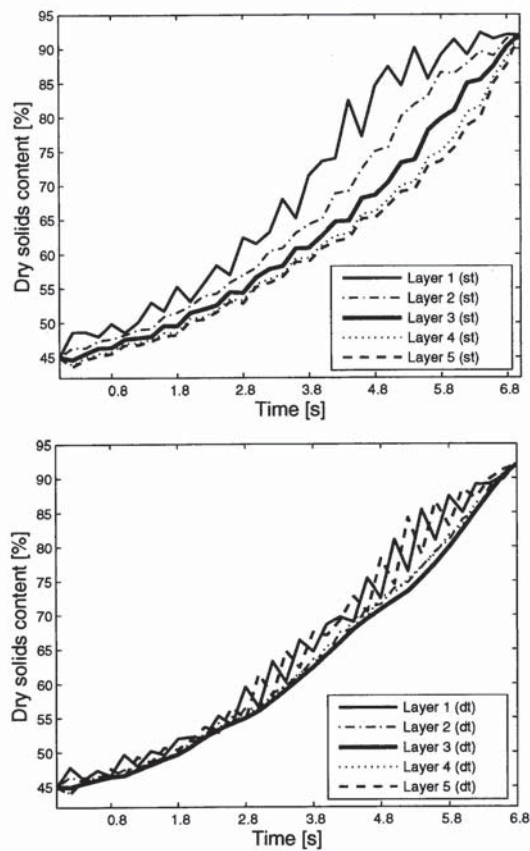 95
90
85
80
75
70
65
60
55
50
45
Dry solids content [%]
Layer 1 (st)
Layer 2 (st)
Layer 3 (st)
Layer 4 (st)
Layer 5 (st)
0.8 1.8 2.8 3.8 4.8 5.8 6.8
Time [s]
95
90
85
80
75
70
65
60
55
50
45
Dry solids content [%]
Layer 1 (dt)
Layer 2 (dt)
Layer 3 (dt)
Layer 4 (dt)
Layer 5 (dt)
0.8 1.8 2.8 3.8 4.8 5.8 6.8
Time [s]